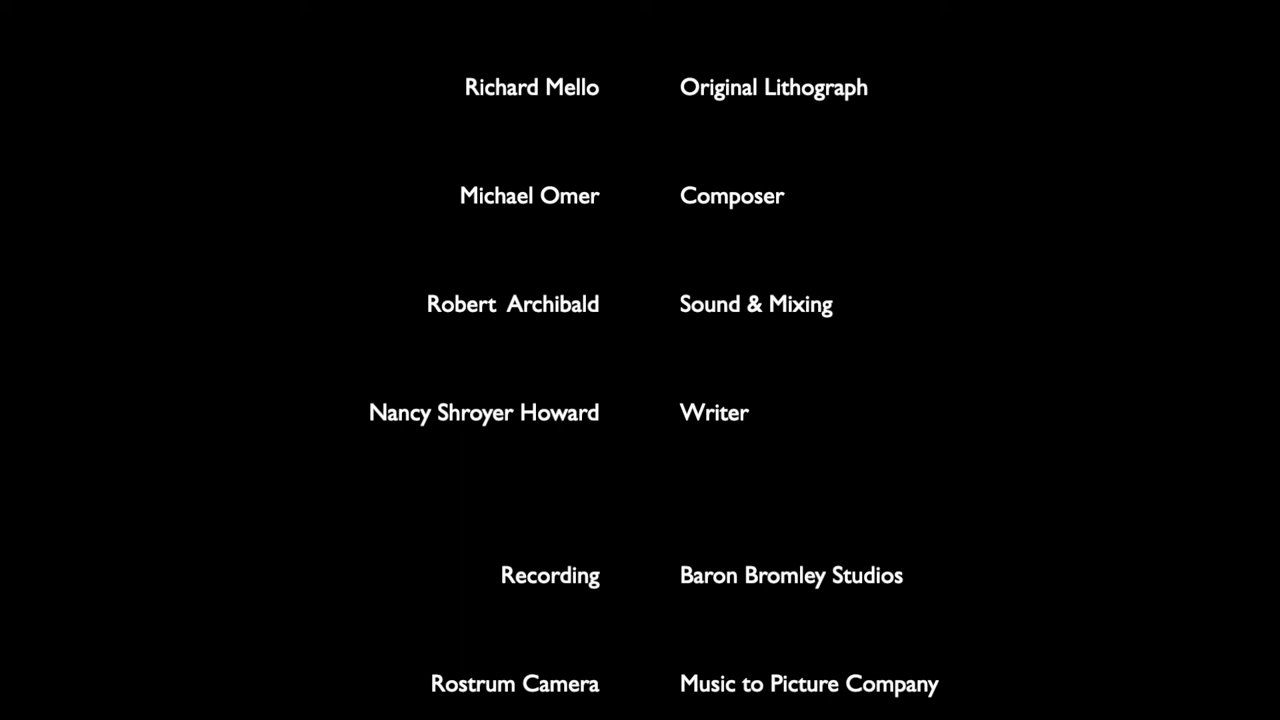 Richard Mello Original Lithograph
Michael Omer Composer
Robert Archibald Sound & Mixing
Nancy Shroyer Howard Writer
Recording Baron Bromley Studios
Rostrum Camera Music to Picture Company